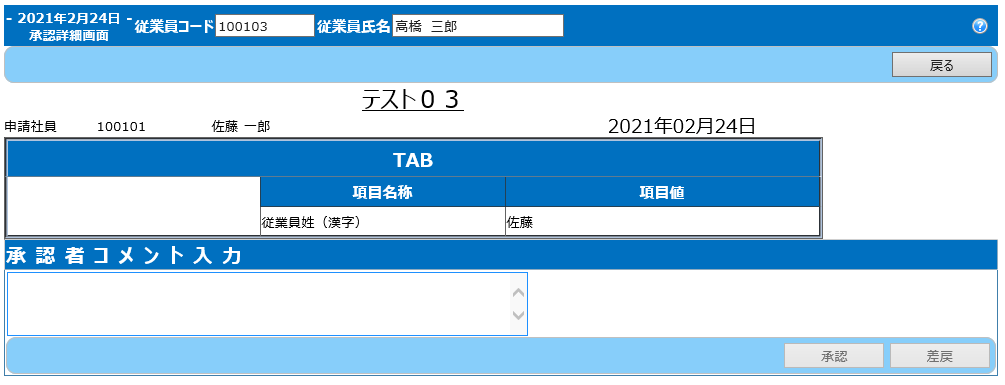 - 2021年2月24日 -
承認詳細画面
従業員コード 100103 従業員氏名 高橋 三郎
?
戻る
テスト０３
申請社員 100101 佐藤 一郎 2021年02月24日
TAB
項目名称 項目値
従業員姓（漢字） 佐藤
承認者コメント入力
承認 差戻